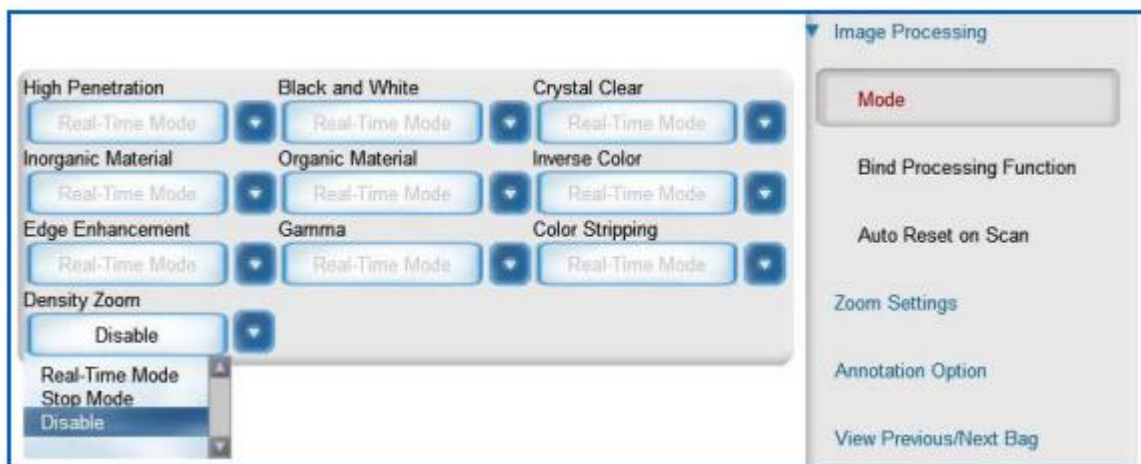 High Penetration Black and White Crystal Clear
Real-Time Mode Real-Time Mode Real-Time Mode
Inorganic Material Organic Material Inverse Color
Real-Time Mode Real-Time Mode Real-Time Mode
Edge Enhancement Gamma Color Stripping
Real-Time Mode Real-Time Mode Real-Time Mode
Density Zoom
Disable
Real-Time Mode
Stop Mode
Disable
Image Processing
Mode
Bind Processing Function
Auto Reset on Scan
Zoom Settings
Annotation Option
View Previous/Next Bag